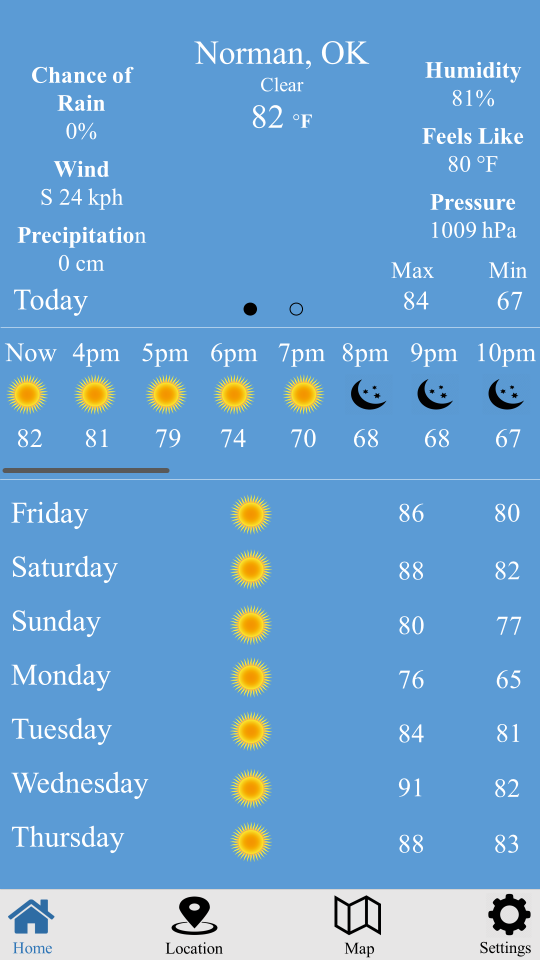 Norman, OK
Clear
82 °F
Chance of
Rain
0%
Wind
S 24 kph
Precipitation
0 cm
Humidity
81%
Feels Like
80 °F
Pressure
1009 hPa
Max Min
Today 84 67
Now 4pm 5pm 6pm 7pm 8pm 9pm 10pm
82 81 79 74 70 68 68 67
Friday 86 80
Saturday 88 82
Sunday 80 77
Monday 76 65
Tuesday 84 81
Wednesday 91 82
Thursday 88 83
Home Location Map Settings